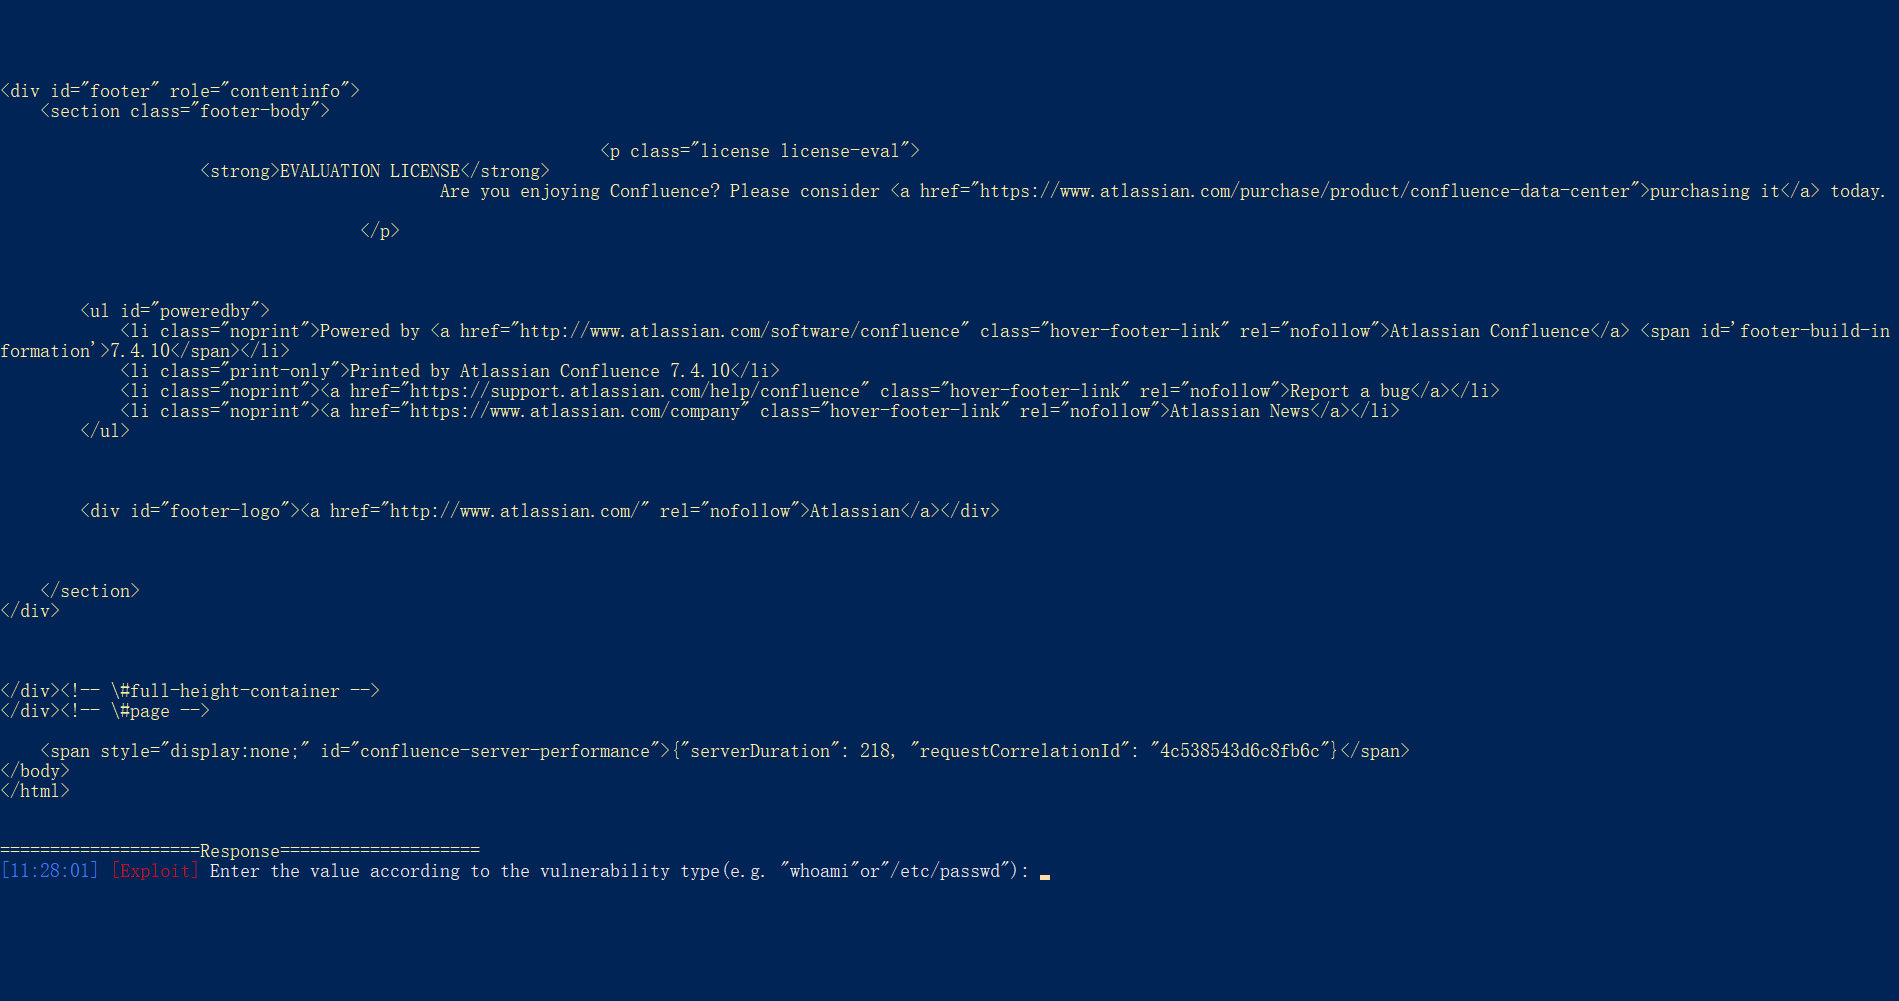 <div id="footer" role="contentinfo">
<section class="footer-body">
<p class="license license-eval">
<strong>EVALUATION LICENSE</strong>
Are you enjoying Confluence? Please consider <a href="https://www.atlassian.com/purchase/product/confluence-data-center">purchasing it</a> today.
</p>
<ul id="poweredby">
<li class="noprint">Powered by <a href="http://www.atlassian.com/software/confluence" class="hover-footer-link" rel="nofollow">Atlassian Confluence</a> <span id='footer-build-in
formation'>7.4.10</span></li>
<li class="print-only">Printed by Atlassian Confluence 7.4.10</li>
<li class="noprint"><a href="https://support.atlassian.com/help/confluence" class="hover-footer-link" rel="nofollow">Report a bug</a></li>
<li class="noprint"><a href="https://www.atlassian.com/company" class="hover-footer-link" rel="nofollow">Atlassian News</a></li>
</ul>
<div id="footer-logo"><a href="http://www.atlassian.com/" rel="nofollow">Atlassian</a></div>
</section>
</div>
</div><!-- \#full-height-container -->
</div><!-- \#page -->
<span style="display:none;" id="confluence-server-performance">{"serverDuration": 218, "requestCorrelationId": "4c538543d6c8fb6c"}</span>
</body>
</html>
====================Response====================
[11:28:01] [Exploit] Enter the value according to the vulnerability type(e.g. "whoami"or"/etc/passwd"):